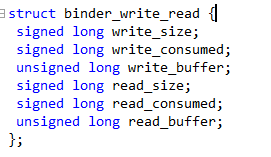 struct binder_write_read {
signed long write_size;
signed long write_consumed;
unsigned long write_buffer;
signed long read_size;
signed long read_consumed;
unsigned long read_buffer;
};